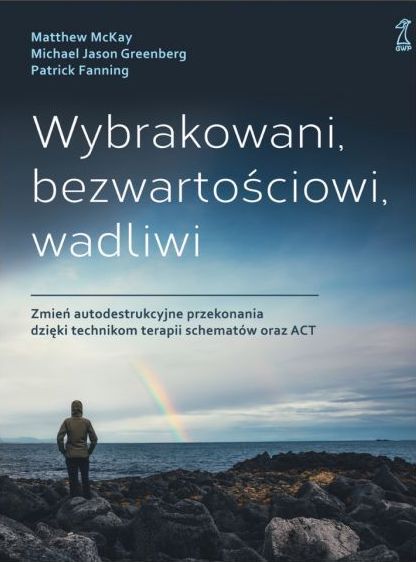 Matthew McKay
Michael Jason Greenberg
Patrick Fanning
GWP
Wybrakowani,
bezwartościowi,
wadliwi
Zmień autodestrukcyjne przekonania
dzięki technikom terapii schematów oraz ACT